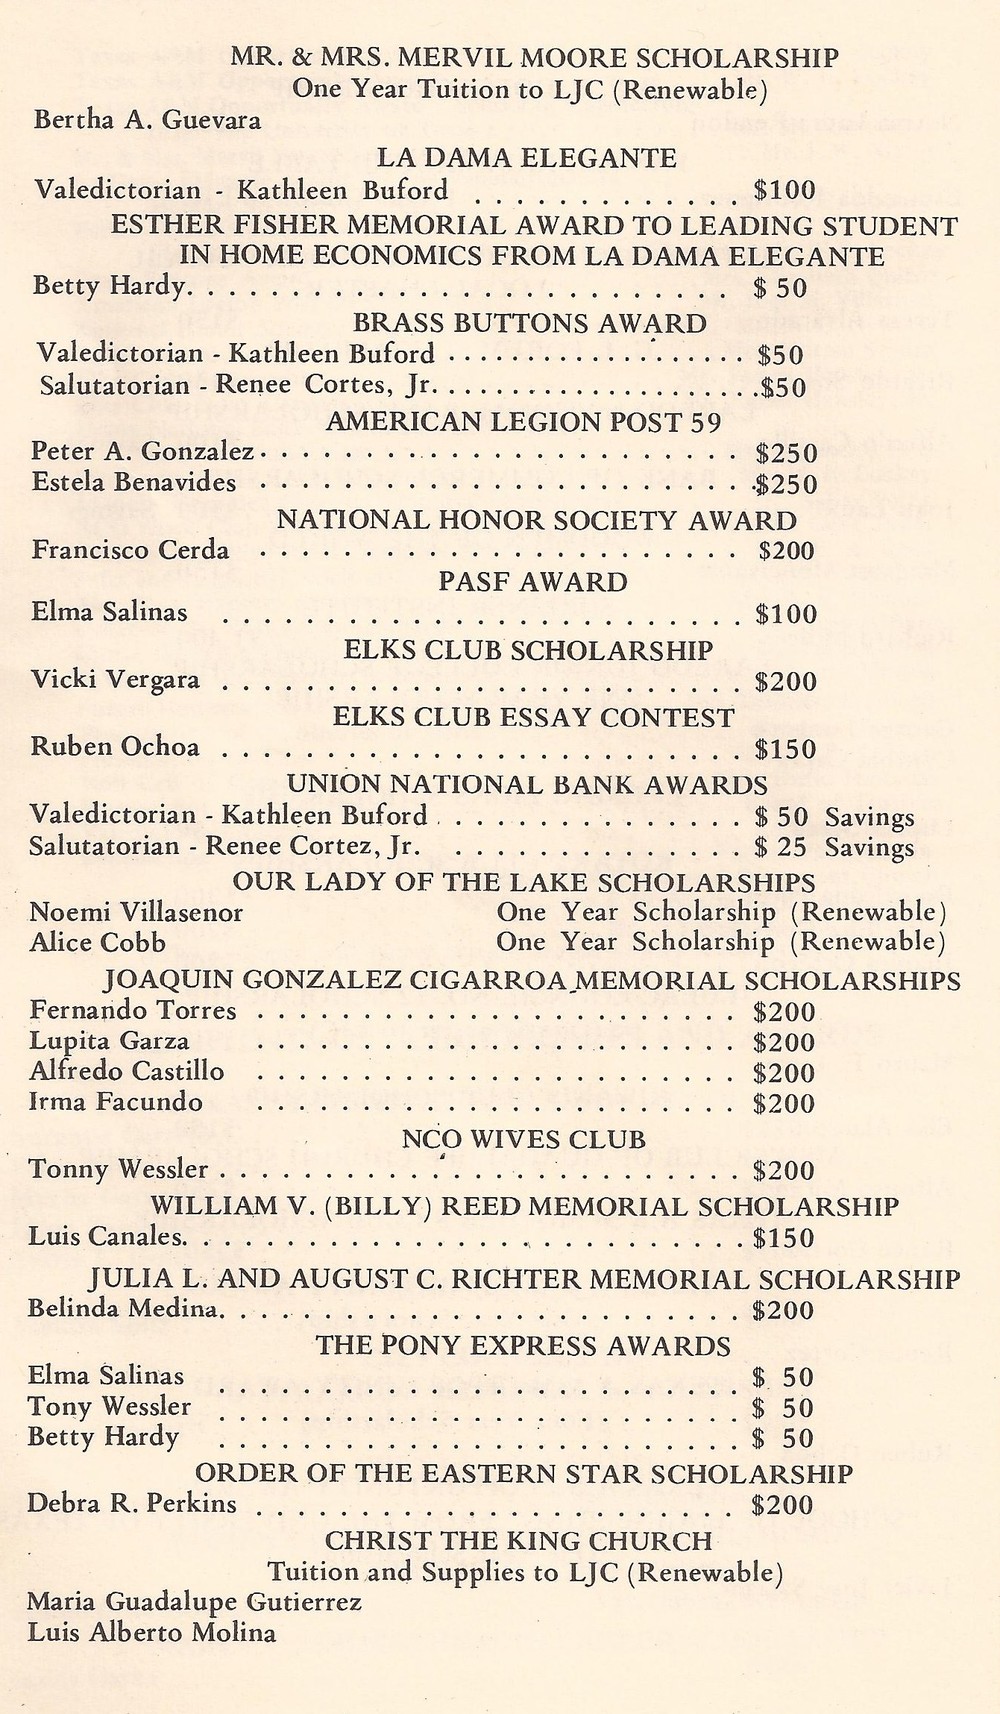 MR. & MRS. MERVIL MOORE SCHOLARSHIP
One Year Tuition to LJC (Renewable)
Bertha A. Guevara
LA DAMA ELEGANTE
Valedictorian - Kathleen Buford . . . . . . . . . . . . . $100
ESTHER FISHER MEMORIAL AWARD TO LEADING STUDENT
IN HOME ECONOMICS FROM LA DAMA ELEGANTE
Betty Hardy. . . . . . . . . . . . . . . . . . . . . . . . . $ 50
BRASS BUTTONS AWARD
Valedictorian - Kathleen Buford . . . . . . . . . . . . . . . $50
Salutatorian - Renee Cortes, Jr. . . . . . . . . . . . . . . . .$50
AMERICAN LEGION POST 59
Peter A. Gonzalez . . . . . . . . . . . . . . . . . . . . . . . $250
Estela Benavides . . . . . . . . . . . . . . . . . . . . . . . .$250
NATIONAL HONOR SOCIETY AWARD
Francisco Cerda . . . . . . . . . . . . . . . . . . . . . . . $200
PASF AWARD
Elma Salinas . . . . . . . . . . . . . . . . . . . . . . . . . $100
ELKS CLUB SCHOLARSHIP
Vicki Vergara . . . . . . . . . . . . . . . . . . . . . . . . . $200
ELKS CLUB ESSAY CONTEST
Ruben Ochoa . . . . . . . . . . . . . . . . . . . . . . . . . $150
UNION NATIONAL BANK AWARDS
Valedictorian - Kathleen Buford . . . . . . . . . . . . . . . $ 50 Savings
Salutatorian - Renee Cortez, Jr. . . . . . . . . . . . . . . . $ 25 Savings
OUR LADY OF THE LAKE SCHOLARSHIPS
Noemi Villasenor One Year Scholarship (Renewable)
Alice Cobb One Year Scholarship (Renewable)
JOAQUIN GONZALEZ CIGARROA MEMORIAL SCHOLARSHIPS
Fernando Torres . . . . . . . . . . . . . . . . . . . . . . . $200
Lupita Garza . . . . . . . . . . . . . . . . . . . . . . . $200
Alfredo Castillo . . . . . . . . . . . . . . . . . . . . . . . $200
Irma Facundo . . . . . . . . . . . . . . . . . . . . . . . $200
NCO WIVES CLUB
Tonny Wessler . . . . . . . . . . . . . . . . . . . . . . . . . $200
WILLIAM V. (BILLY) REED MEMORIAL SCHOLARSHIP
Luis Canales. . . . . . . . . . . . . . . . . . . . . . . . . . . $150
JULIA L. AND AUGUST C. RICHTER MEMORIAL SCHOLARSHIP
Belinda Medina. . . . . . . . . . . . . . . . . . . . . . . . . $200
THE PONY EXPRESS AWARDS
Elma Salinas . . . . . . . . . . . . . . . . . . . . . . . . . $ 50
Tony Wessler . . . . . . . . . . . . . . . . . . . . . . . . . $ 50
Betty Hardy . . . . . . . . . . . . . . . . . . . . . . . . . $ 50
ORDER OF THE EASTERN STAR SCHOLARSHIP
Debra R. Perkins . . . . . . . . . . . . . . . . . . . . . . . $200
CHRIST THE KING CHURCH
Tuition and Supplies to LJC (Renewable)
Maria Guadalupe Gutierrez
Luis Alberto Molina